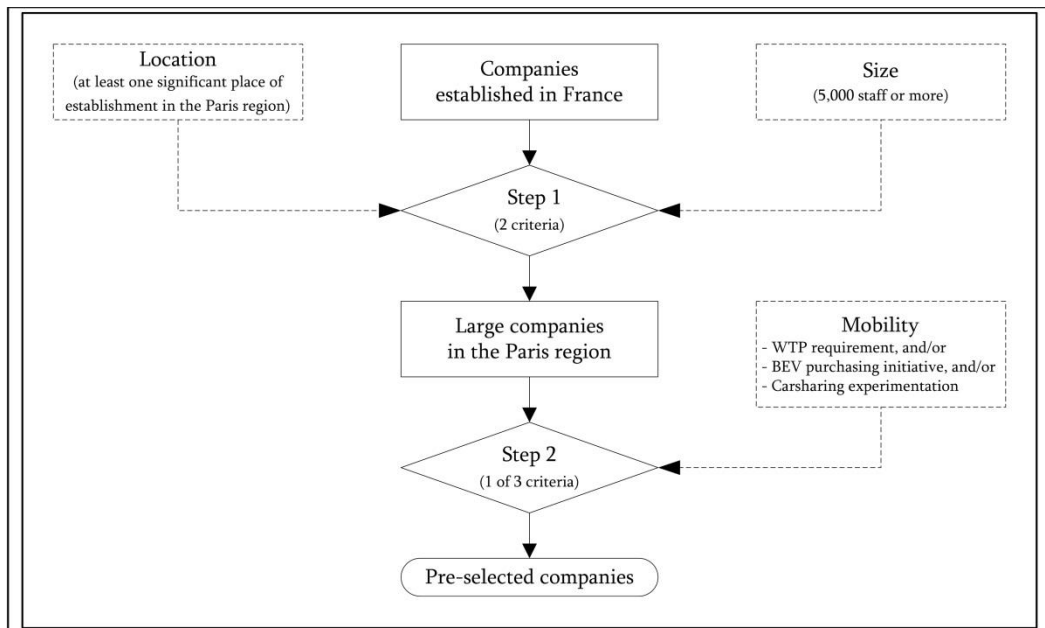 Location
(at least one significant place of
establishment in the Paris region)
Companies
established in France
Size
(5,000 staff or more)
Step 1
(2 criteria)
Large companies
in the Paris region
Mobility
- WTP requirement, and/or
- BEV purchasing initiative, and/or
- Carsharing experimentation
Step 2
(1 of 3 criteria)
Pre-selected companies